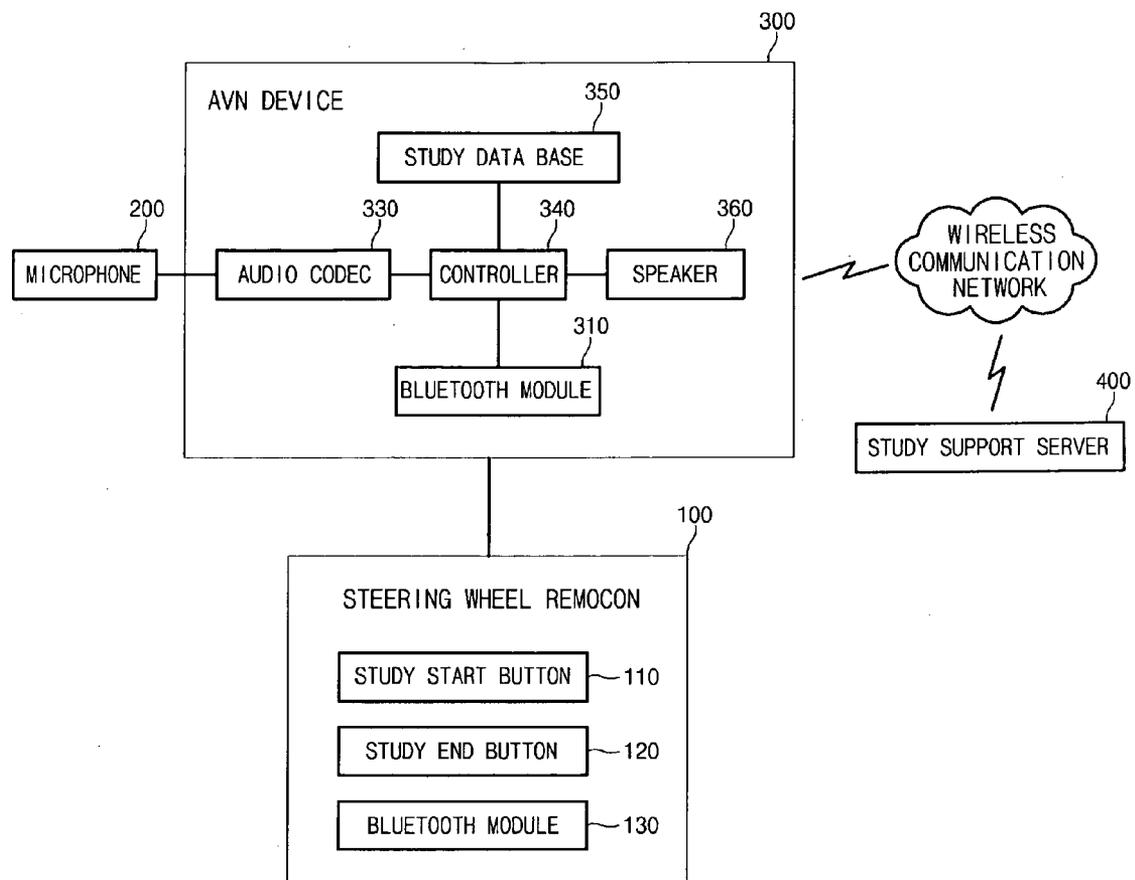 300
AVN DEVICE
350
STUDY DATA BASE
200
330
340
360
MICROPHONE
AUDIO CODEC
CONTROLLER
SPEAKER
WIRELESS
COMMUNICATION
NETWORK
310
BLUETOOTH MODULE
400
STUDY SUPPORT SERVER
100
STEERING WHEEL REMOCON
STUDY START BUTTON
110
STUDY END BUTTON
120
BLUETOOTH MODULE
130